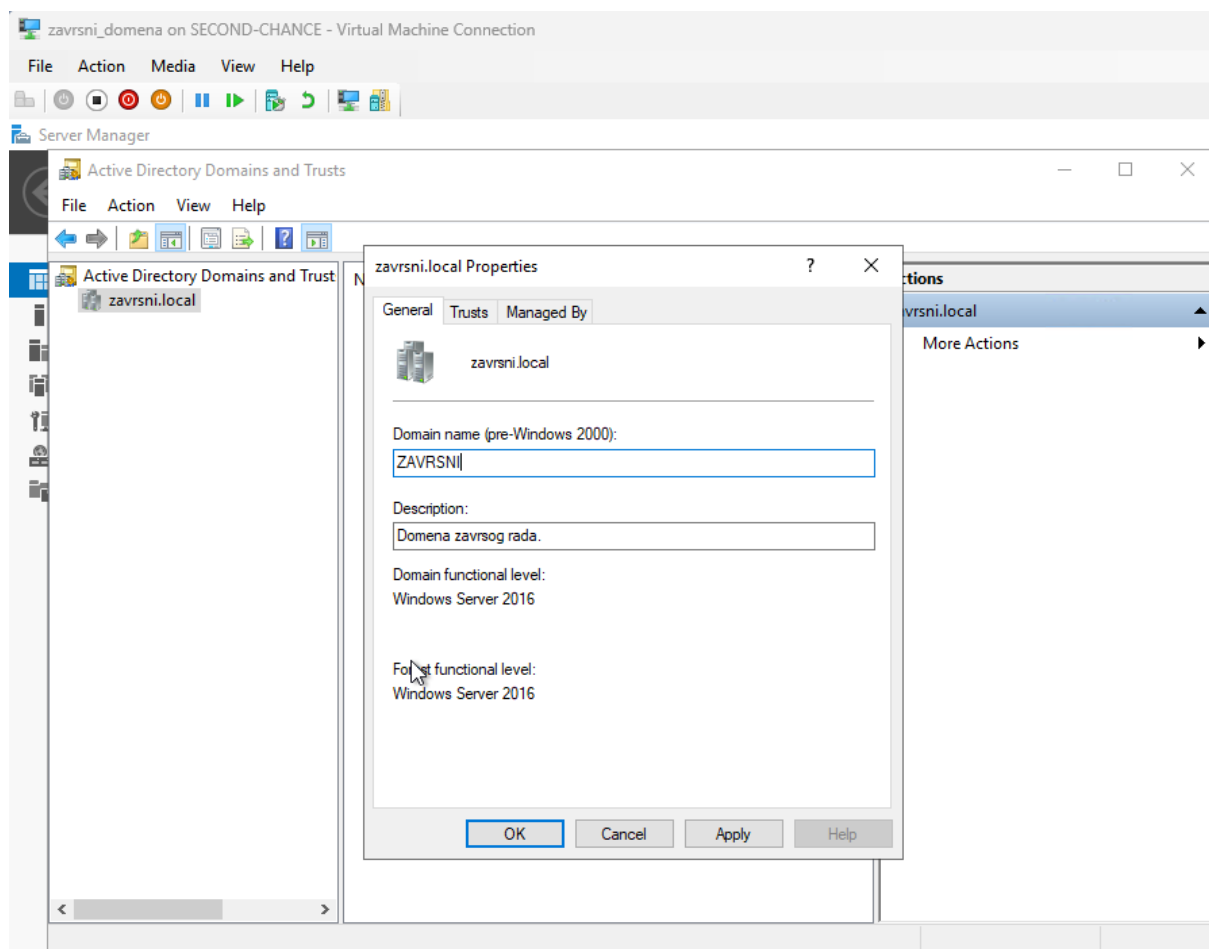 zavrsni_domena on SECOND-CHANCE - Virtual Machine Connection
File Action Media View Help
Server Manager
Active Directory Domains and Trusts
File Action View Help
Active Directory Domains and Trust
zavrsni.local
N
zavrsni.local Properties
? 
General Trusts Managed By
zavrsni.local
Domain name (pre-Windows 2000):
ZAVRSNI
Description:
Domena zavrsog rada.
Domain functional level:
Windows Server 2016
Forest functional level:
Windows Server 2016
OK Cancel Apply Help
ctions
vrsni.local
More Actions